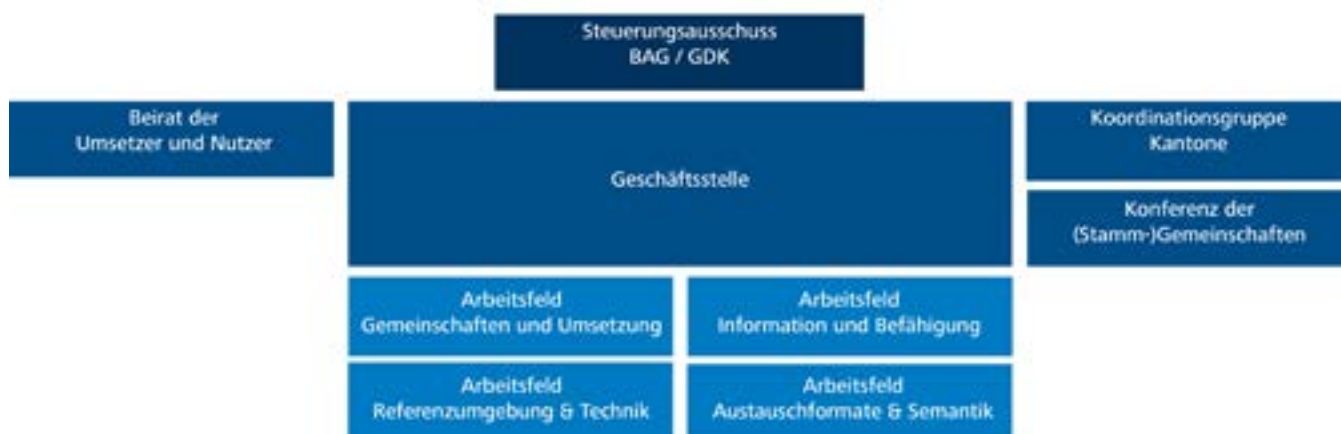 Steuerungsausschuss
BAG / GDK
Beirat der
Umsetzer und Nutzer
Geschäftsstelle
Koordinationsgruppe
Kantone
Konferenz der
(Stamm-)Gemeinschaften
Arbeitsfeld
Gemeinschaften und Umsetzung
Arbeitsfeld
Information und Befähigung
Arbeitsfeld
Referenzumgebung & Technik
Arbeitsfeld
Austauschformate & Semantik